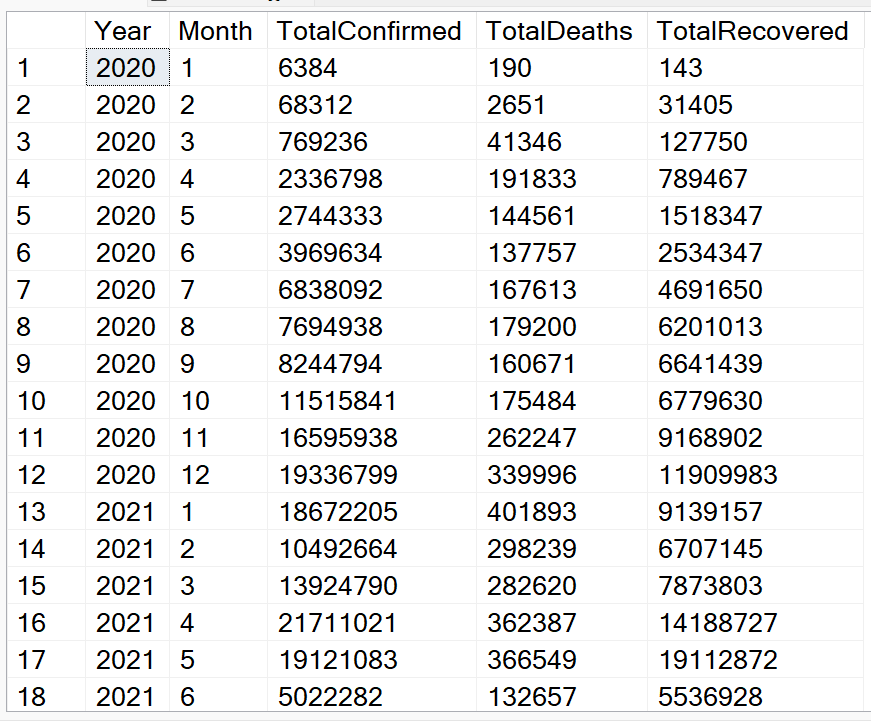 Year Month TotalConfirmed TotalDeaths TotalRecovered
1 2020 1 6384 190 143
2 2020 2 68312 2651 31405
3 2020 3 769236 41346 127750
4 2020 4 2336798 191833 789467
5 2020 5 2744333 144561 1518347
6 2020 6 3969634 137757 2534347
7 2020 7 6838092 167613 4691650
8 2020 8 7694938 179200 6201013
9 2020 9 8244794 160671 6641439
10 2020 10 11515841 175484 6779630
11 2020 11 16595938 262247 9168902
12 2020 12 19336799 339996 11909983
13 2021 1 18672205 401893 9139157
14 2021 2 10492664 298239 6707145
15 2021 3 13924790 282620 7873803
16 2021 4 21711021 362387 14188727
17 2021 5 19121083 366549 19112872
18 2021 6 5022282 132657 5536928